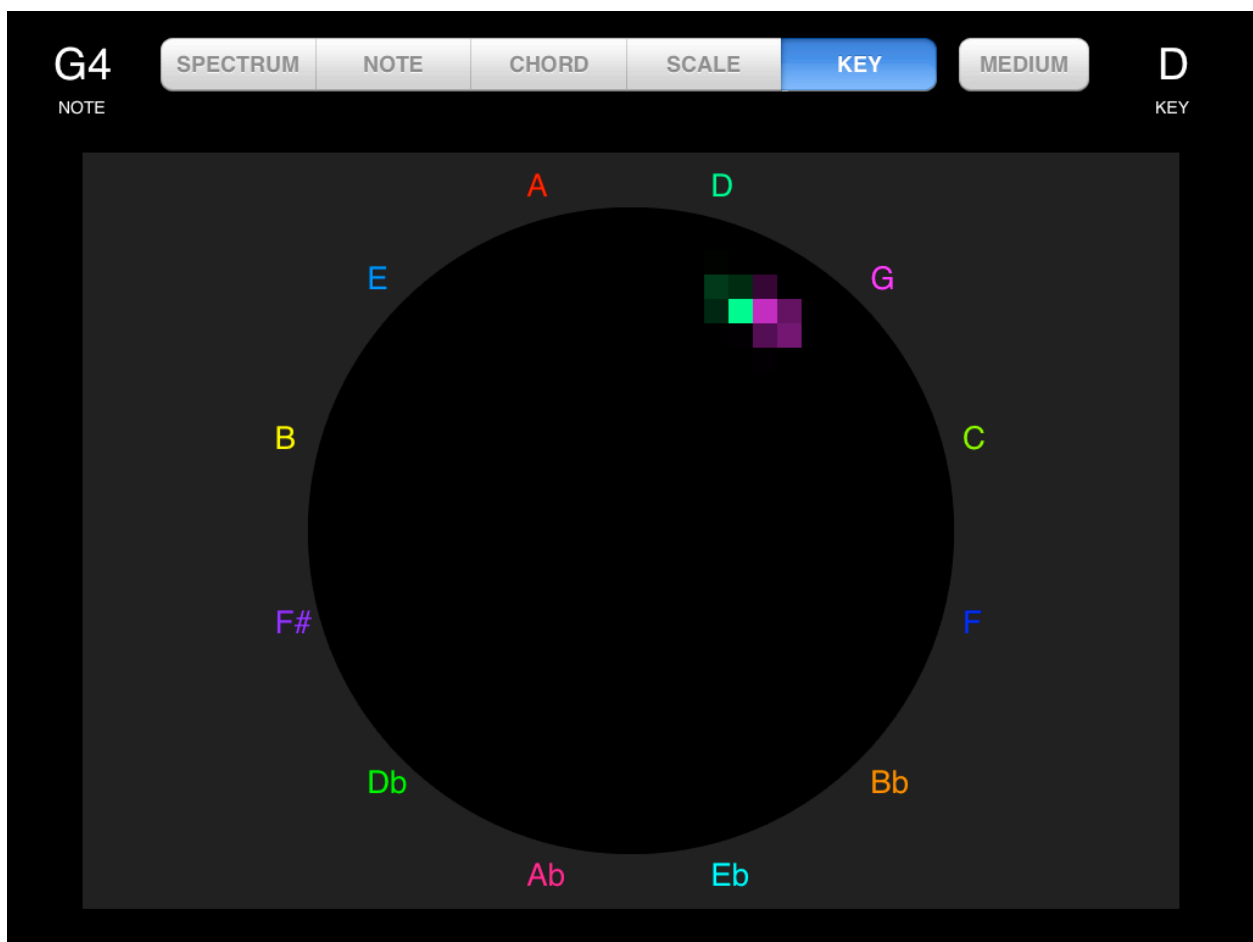 G4 SPECTRUM NOTE CHORD SCALE KEY MEDIUM D
NOTE KEY
A D
E G
B C
F# F
Db Bb
Ab Eb